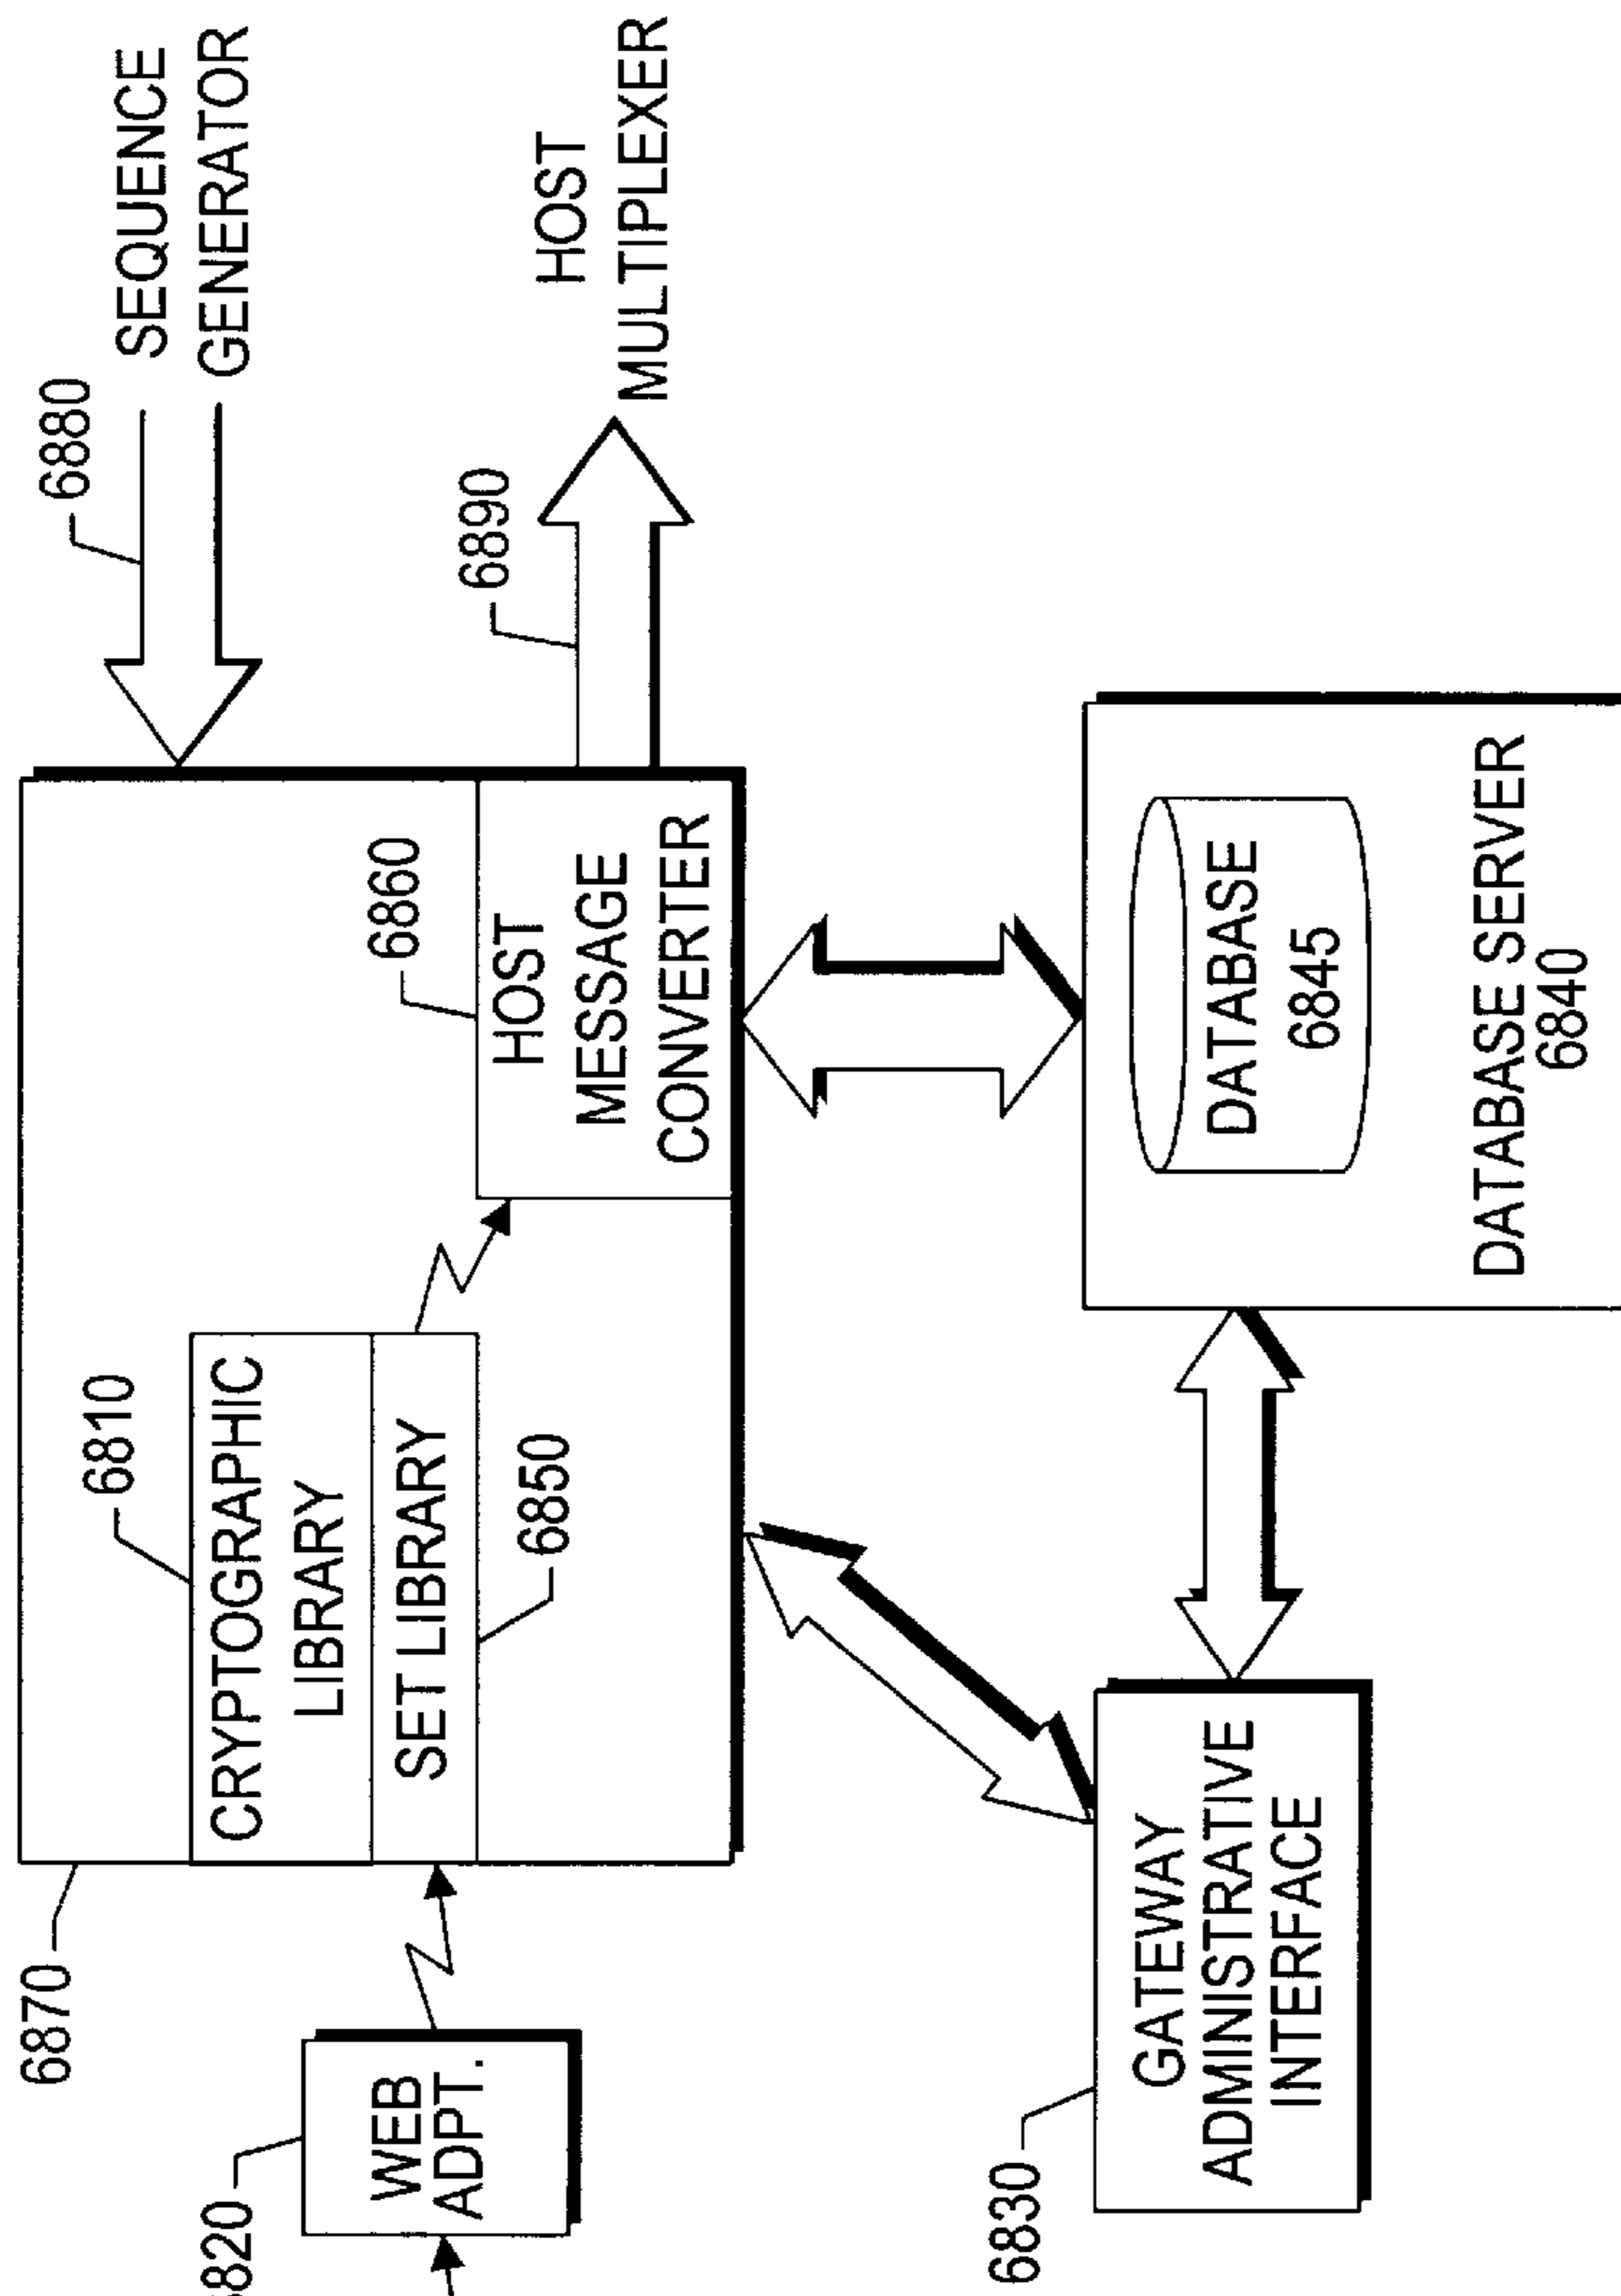 6870
6880
6810
SEQUENCE
GENERATOR
820
CRYPTOGRAPHIC
LIBRARY
SET LIBRARY
6850
WEB
ADPT.
6860
HOST
MESSAGE
CONVERTER
6890
HOST
MULTIPLEXER
6830
GATEWAY
ADMINISTRATIVE
INTERFACE
DATABASE
6845
DATABASE SERVER
6840